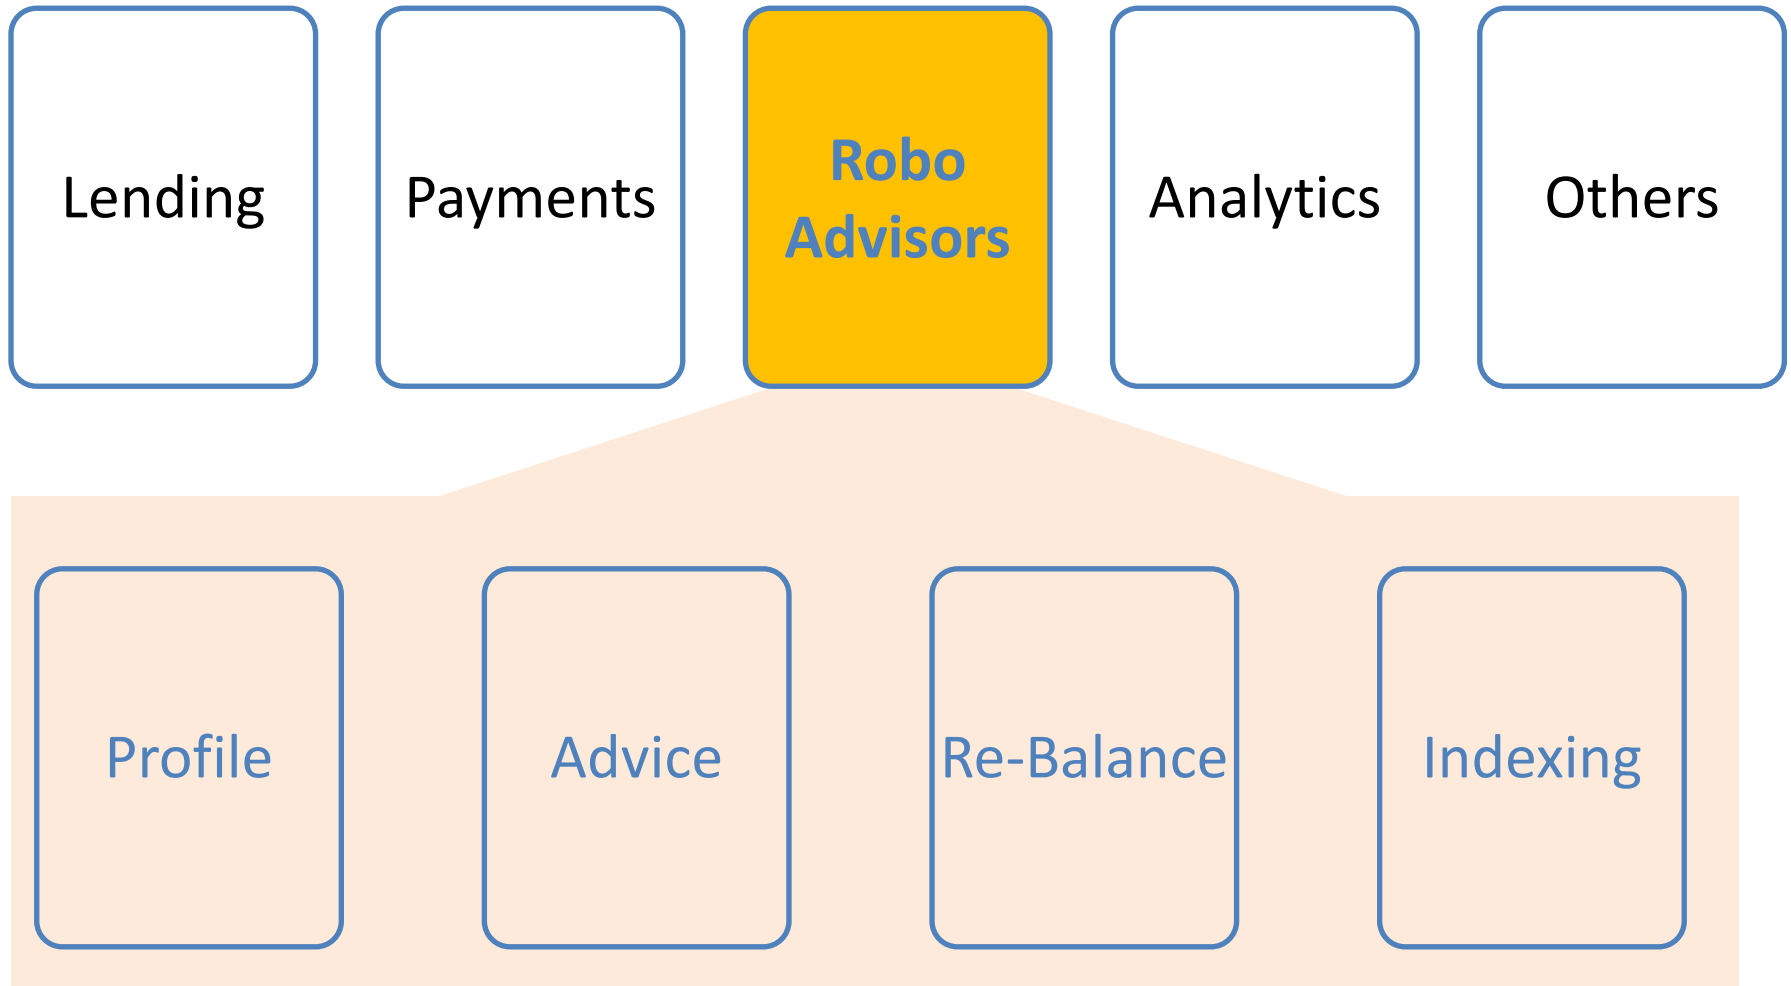 Lending
Payments
Robo
Advisors
Analytics
Others
Profile
Advice
Re-Balance
Indexing